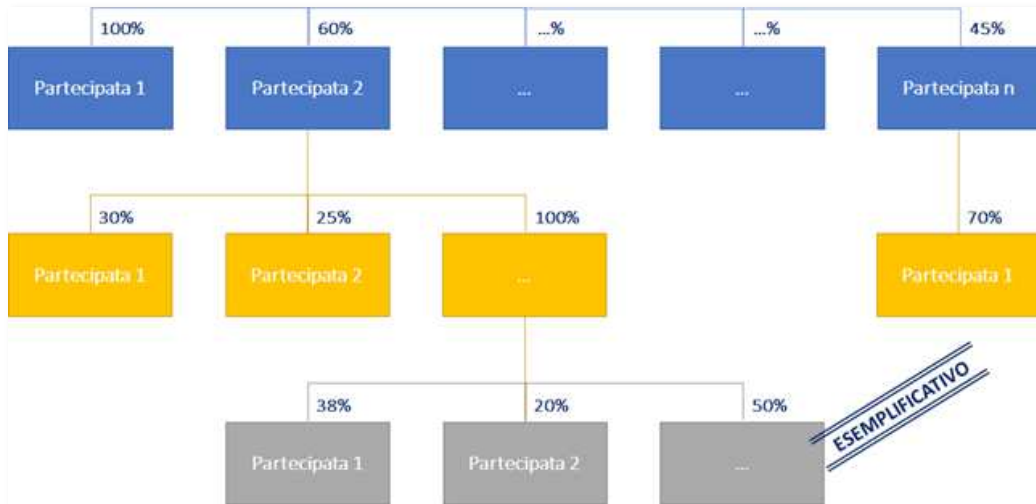 100% 60% ...% ...% 45%
Partecipata 1 Partecipata 2 ... ... Partecipata n
30% 25% 100% 70%
Partecipata 1 Partecipata 2 ... Partecipata 1
38% 20% 50%
ESEMPLIFICATIVO
Partecipata 1 Partecipata 2 ...